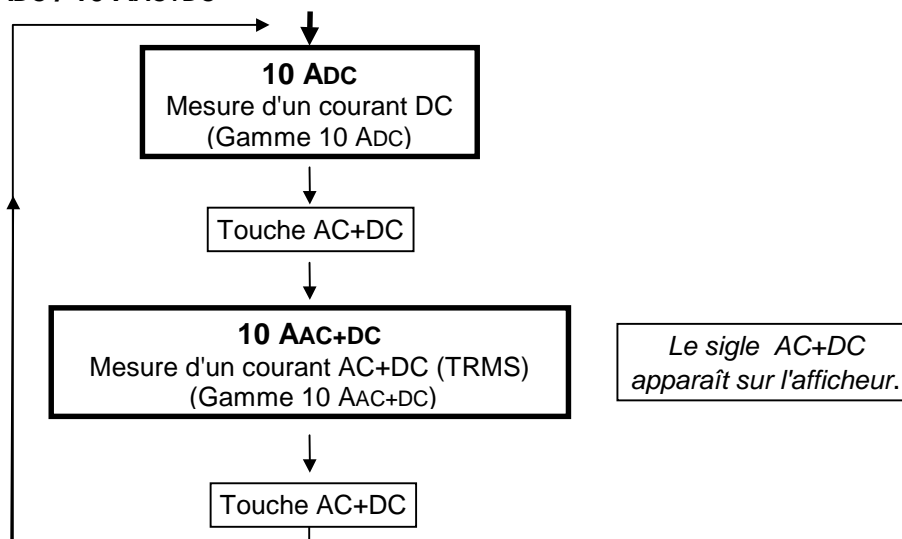 10 ADC
Mesure d'un courant DC
(Gamme 10 ADC)
Touche AC+DC
10 AAC+DC
Mesure d'un courant AC+DC (TRMS)
(Gamme 10 AAC+DC)
Le sigle AC+DC
apparaît sur l'afficheur.
Touche AC+DC